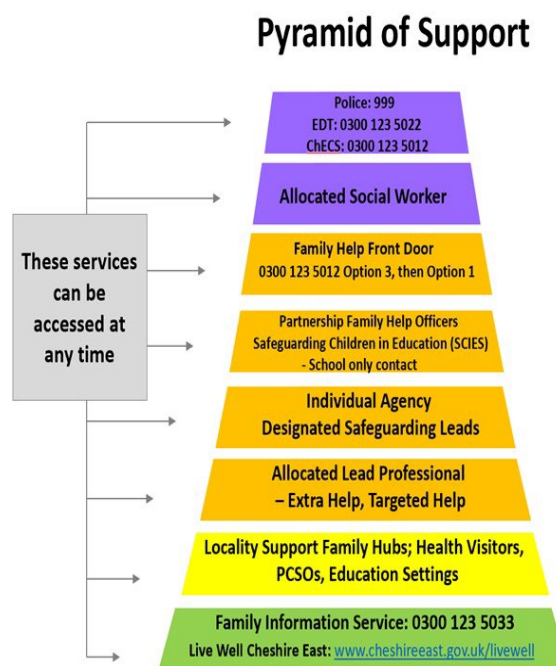 Pyramid of Support
Police: 999
EDT: 0300 123 5022
ChECS: 0300 123 5012
Allocated Social Worker
These services
can be
accessed at
any time
Family Help Front Door
0300 123 5012 Option 3, then Option 1
Partnership Family Help Officers
Safeguarding Children in Education (SCIES)
- School only contact
Individual Agency
Designated Safeguarding Leads
Allocated Lead Professional
– Extra Help, Targeted Help
Locality Support Family Hubs; Health Visitors,
PCSOs, Education Settings
Family Information Service: 0300 123 5033
Live Well Cheshire East: www.cheshireeast.gov.uk/livewell